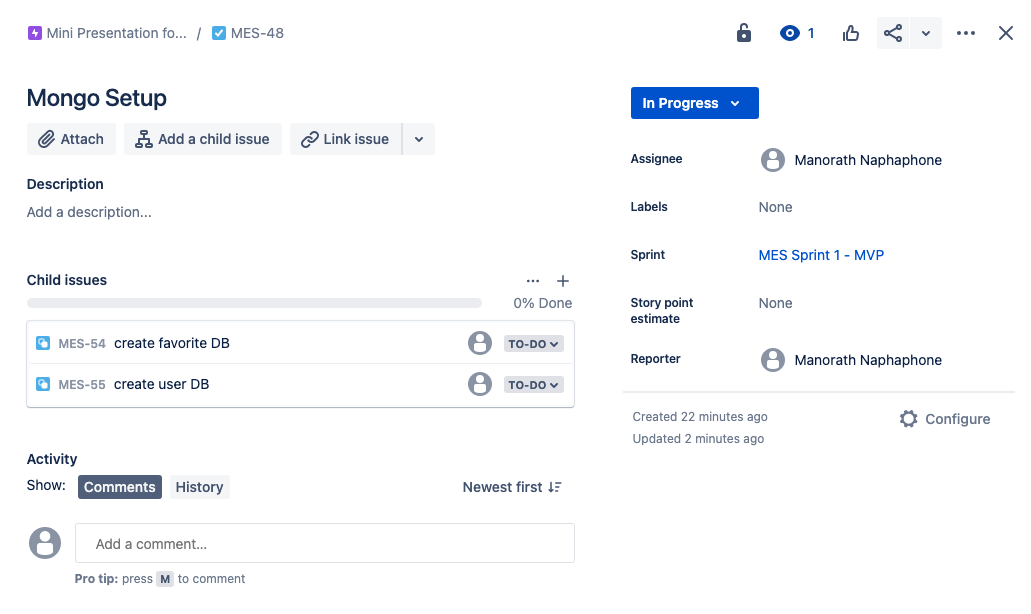 Mini Presentation fo... / MES-48
1
Mongo Setup
Attach
Add a child issue
Link issue
Description
Add a description...
Child issues
0% Done
MES-54 create favorite DB TO-DO
MES-55 create user DB TO-DO
Activity
Show: Comments History Newest first
Add a comment...
Pro tip: press M to comment
In Progress
Assignee Manorath Naphaphone
Labels None
Sprint MES Sprint 1 - MVP
Story point
estimate
None
Reporter Manorath Naphaphone
Created 22 minutes ago
Updated 2 minutes ago
Configure